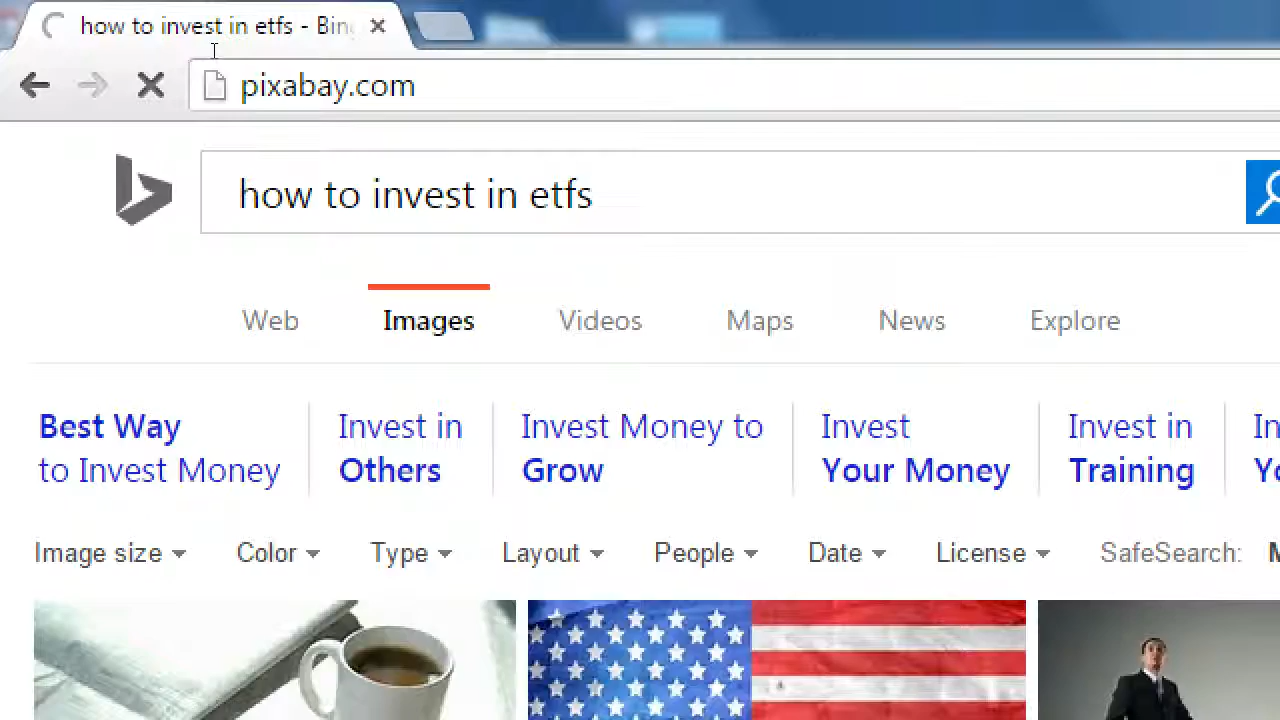 how to invest in etfs - Bing
pixabay.com
how to invest in etfs
Web Images Videos Maps News Explore
Best Way Invest in Invest Money to Invest Invest in
to Invest Money Others Grow Your Money Training
Image size Color Type Layout People Date License SafeSearch: